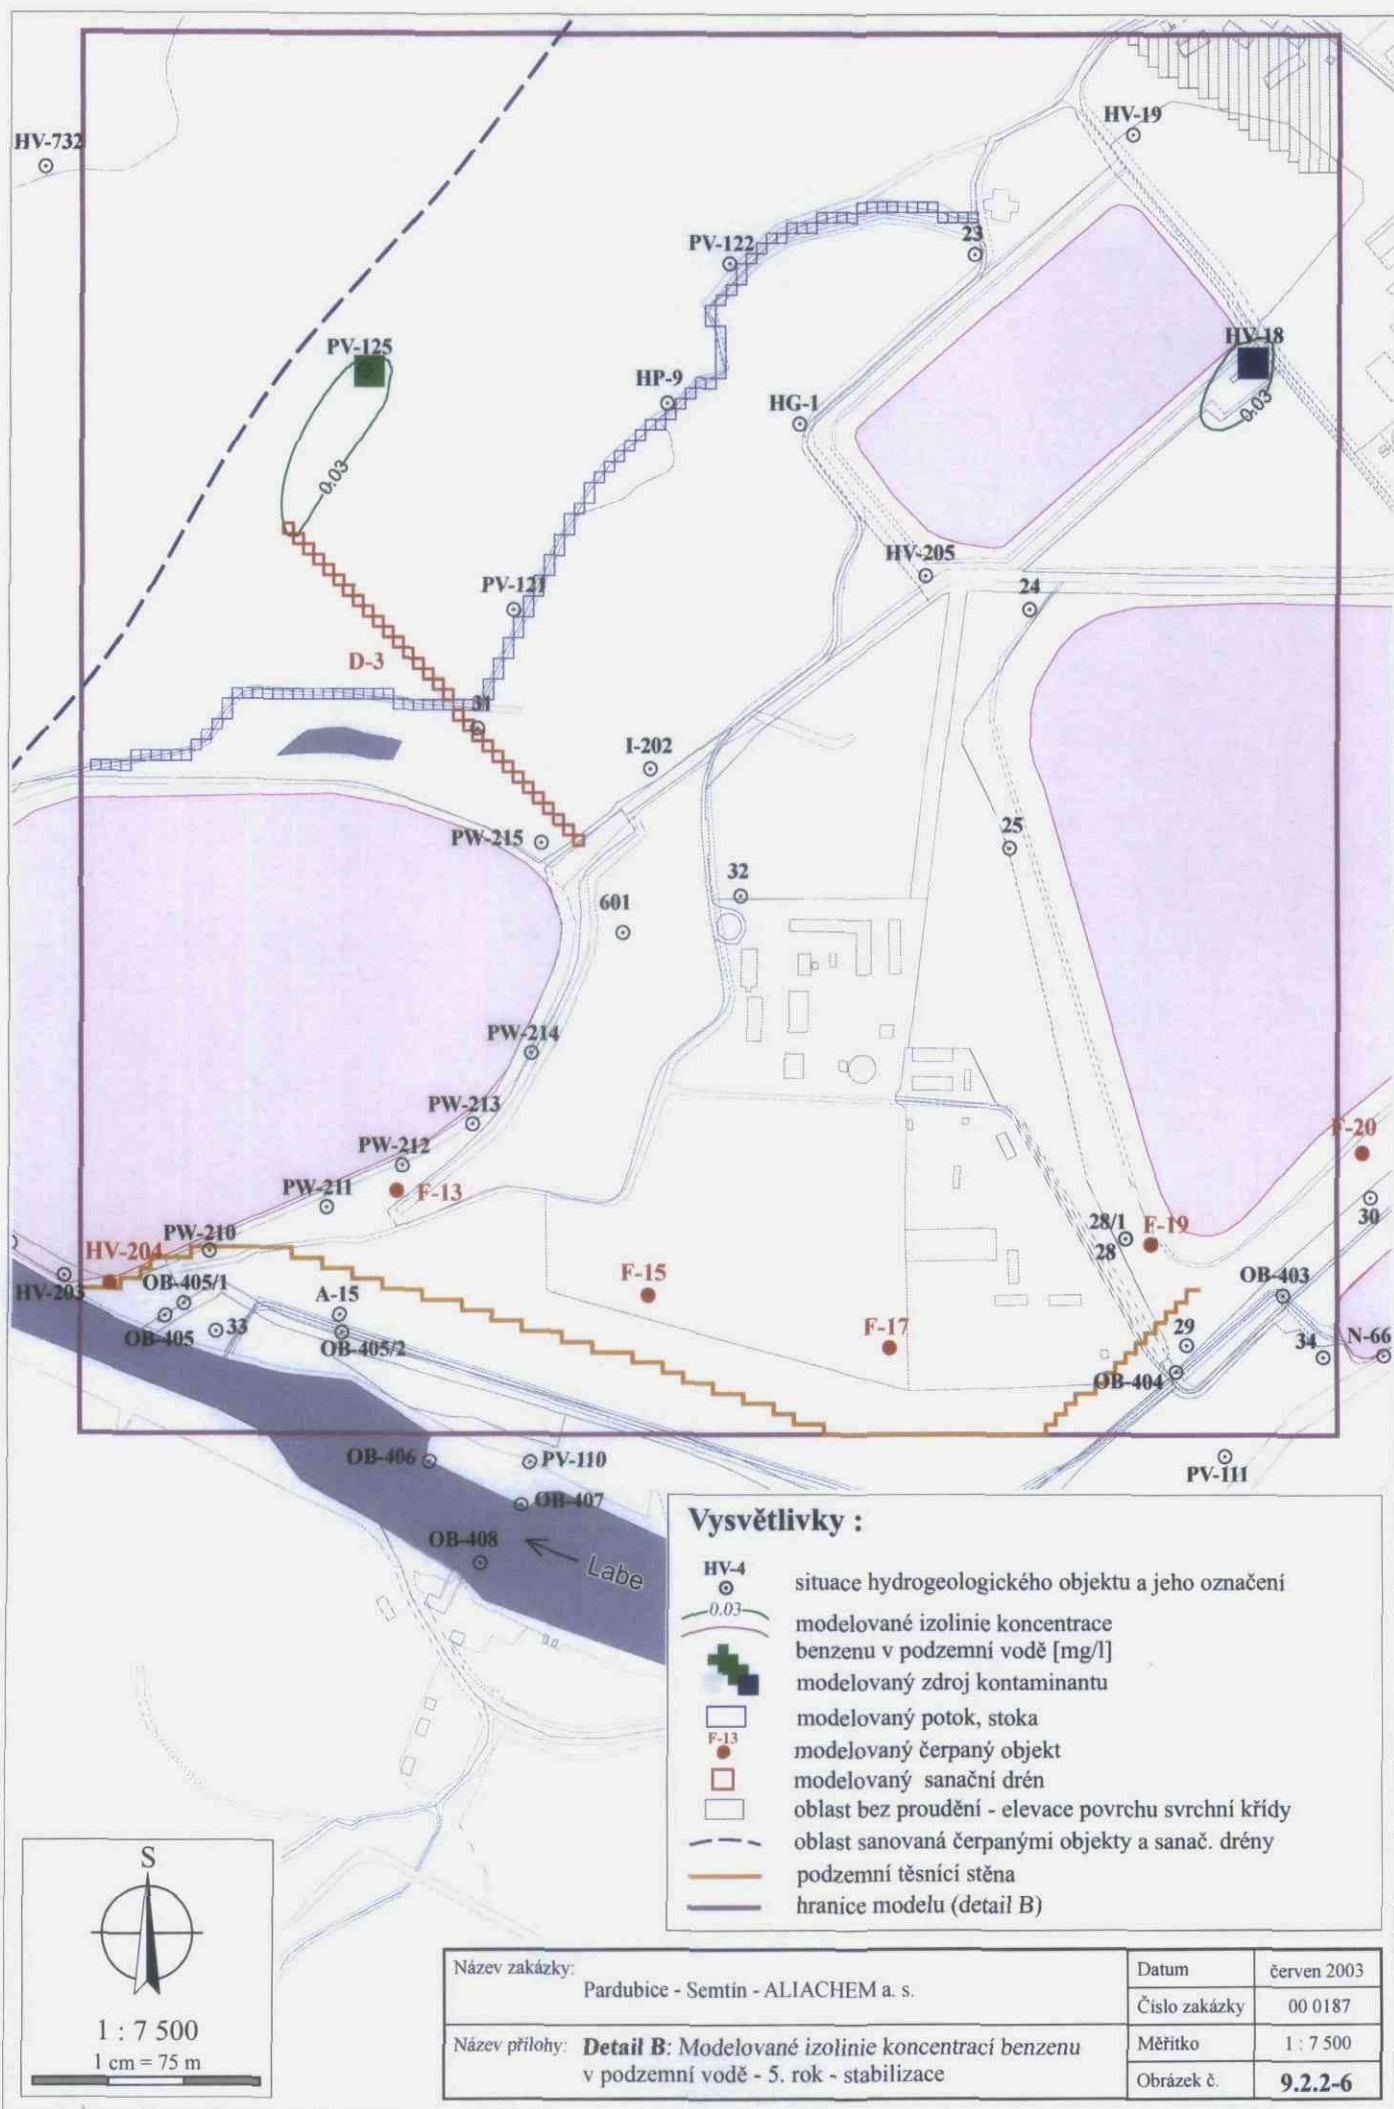 HV-732
HV-19
PV-122
23
PV-125
HV-18
HP-9
0.03
HG-1
0.03
HV-205
PV-121
24
D-3
31
I-202
PW-215
25
32
601
PW-214
PW-213
PW-212
F-20
PW-211
F-13
30
PW-210
28/1
F-19
28
HV-204
F-15
OB-403
HV-203
OB-405/1
A-15
OB-405
33
OB-405/2
F-17
29
34
N-66
OB-404
OB-406
PV-110
PV-111
OB-407
OB-408
Labe
Vysvětlivky :
HV-4
situace hydrogeologického objektu a jeho označení
0.03
modelované izolinie koncentrace
benzenu v podzemní vodě [mg/l]
modelovaný zdroj kontaminantu
modelovaný potok, stoka
F-13
modelovaný čerpaný objekt
modelovaný sanační drén
oblast bez proudění - elevace povrchu svrchní křídy
oblast sanovaná čerpanými objekty a sanač. drény
podzemní těsnící stěna
hranice modelu (detail B)
S
1 : 7 500
1 cm = 75 m
Název zakázky:
Pardubice - Semtín - ALIACHEM a. s.
Datum
červen 2003
Číslo zakázky
00 0187
Název přílohy: Detail B: Modelované izolinie koncentrací benzenu
v podzemní vodě - 5. rok - stabilizace
Měřítko
1 : 7 500
Obrázek č.
9.2.2-6